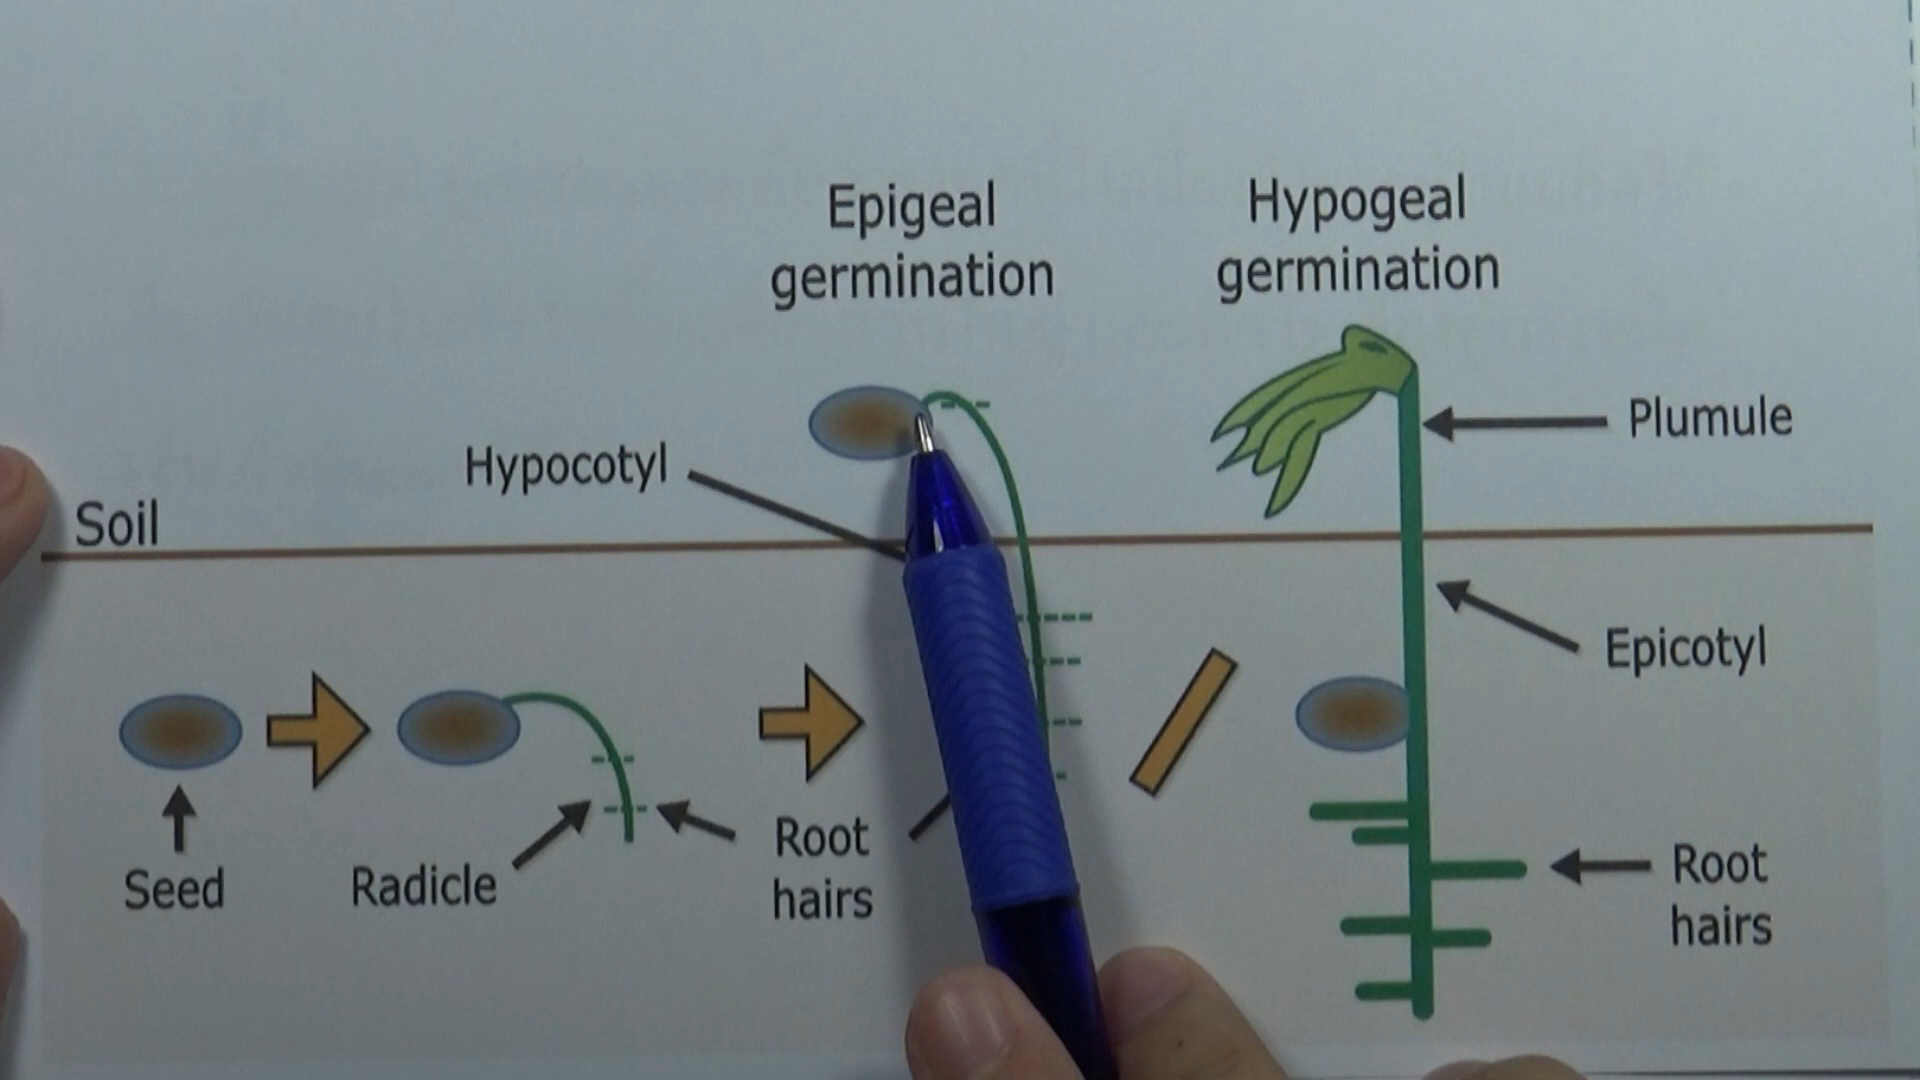 Epigeal
germination
Hypogeal
germination
Plumule
Hypocotyl
Soil
Epicotyl
Seed
Radicle
Root
hairs
Root
hairs